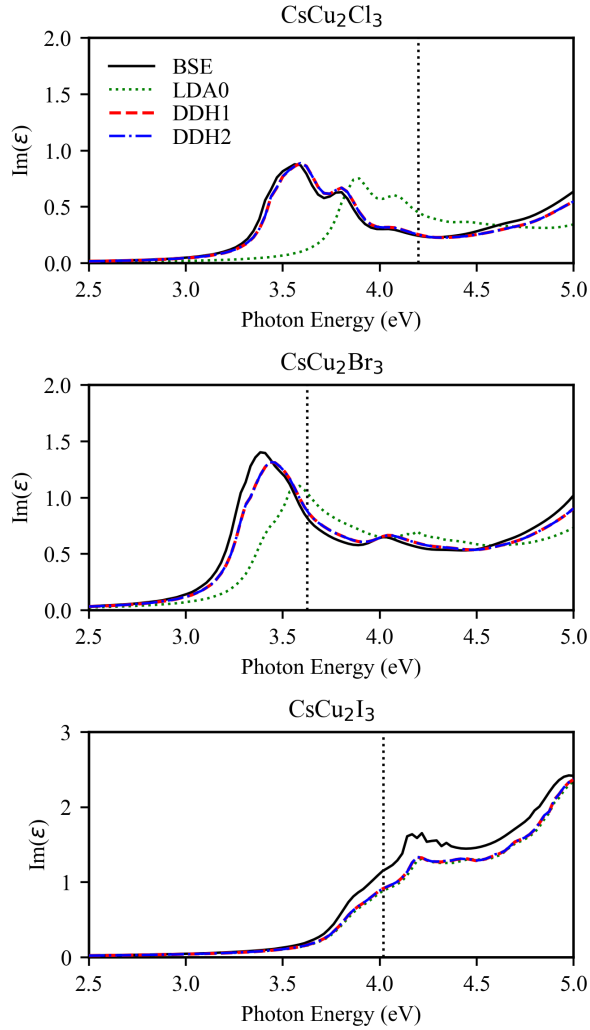 CsCu₂Cl₃
2.0
1.5
1.0
0.5
0.0
Im(ε)
BSE
LDA0
DDH1
DDH2
2.5 3.0 3.5 4.0 4.5 5.0
Photon Energy (eV)
CsCu₂Br₃
2.0
1.5
1.0
0.5
0.0
Im(ε)
2.5 3.0 3.5 4.0 4.5 5.0
Photon Energy (eV)
CsCu₂I₃
3
2
1
0
Im(ε)
2.5 3.0 3.5 4.0 4.5 5.0
Photon Energy (eV)